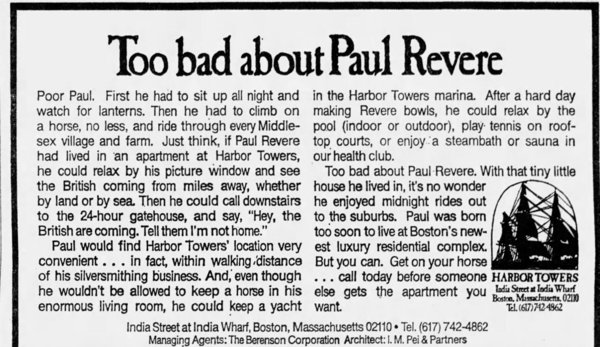 Too bad about Paul Revere
Poor Paul. First he had to sit up all night and
watch for lanterns. Then he had to climb on
a horse, no less, and ride through every Middle-
sex village and farm. Just think, if Paul Revere
had lived in an apartment at Harbor Towers,
he could relax by his picture window and see
the British coming from miles away, whether
by land or by sea. Then he could call downstairs
to the 24-hour gatehouse, and say, "Hey, the
British are coming. Tell them I'm not home."
Paul would find Harbor Towers' location very
convenient . . . in fact, within walking distance
of his silversmithing business. And, even though
he wouldn't be allowed to keep a horse in his
enormous living room, he could keep a yacht
in the Harbor Towers marina. After a hard day
making Revere bowls, he could relax by the
pool (indoor or outdoor), play tennis on roof-
top courts, or enjoy a steambath or sauna in
our health club.
Too bad about Paul Revere. With that tiny little
house he lived in, it's no wonder
he enjoyed midnight rides out
to the suburbs. Paul was born
too soon to live at Boston's new-
est luxury residential complex.
But you can. Get on your horse
. . . call today before someone
else gets the apartment you
want.
HARBOR TOWERS
India Street at India Wharf
Boston, Massachusetts, 02110
Tel. (617) 742-4862
India Street at India Wharf, Boston, Massachusetts 02110 • Tel. (617) 742-4862
Managing Agents: The Berenson Corporation Architect: I. M. Pei & Partners